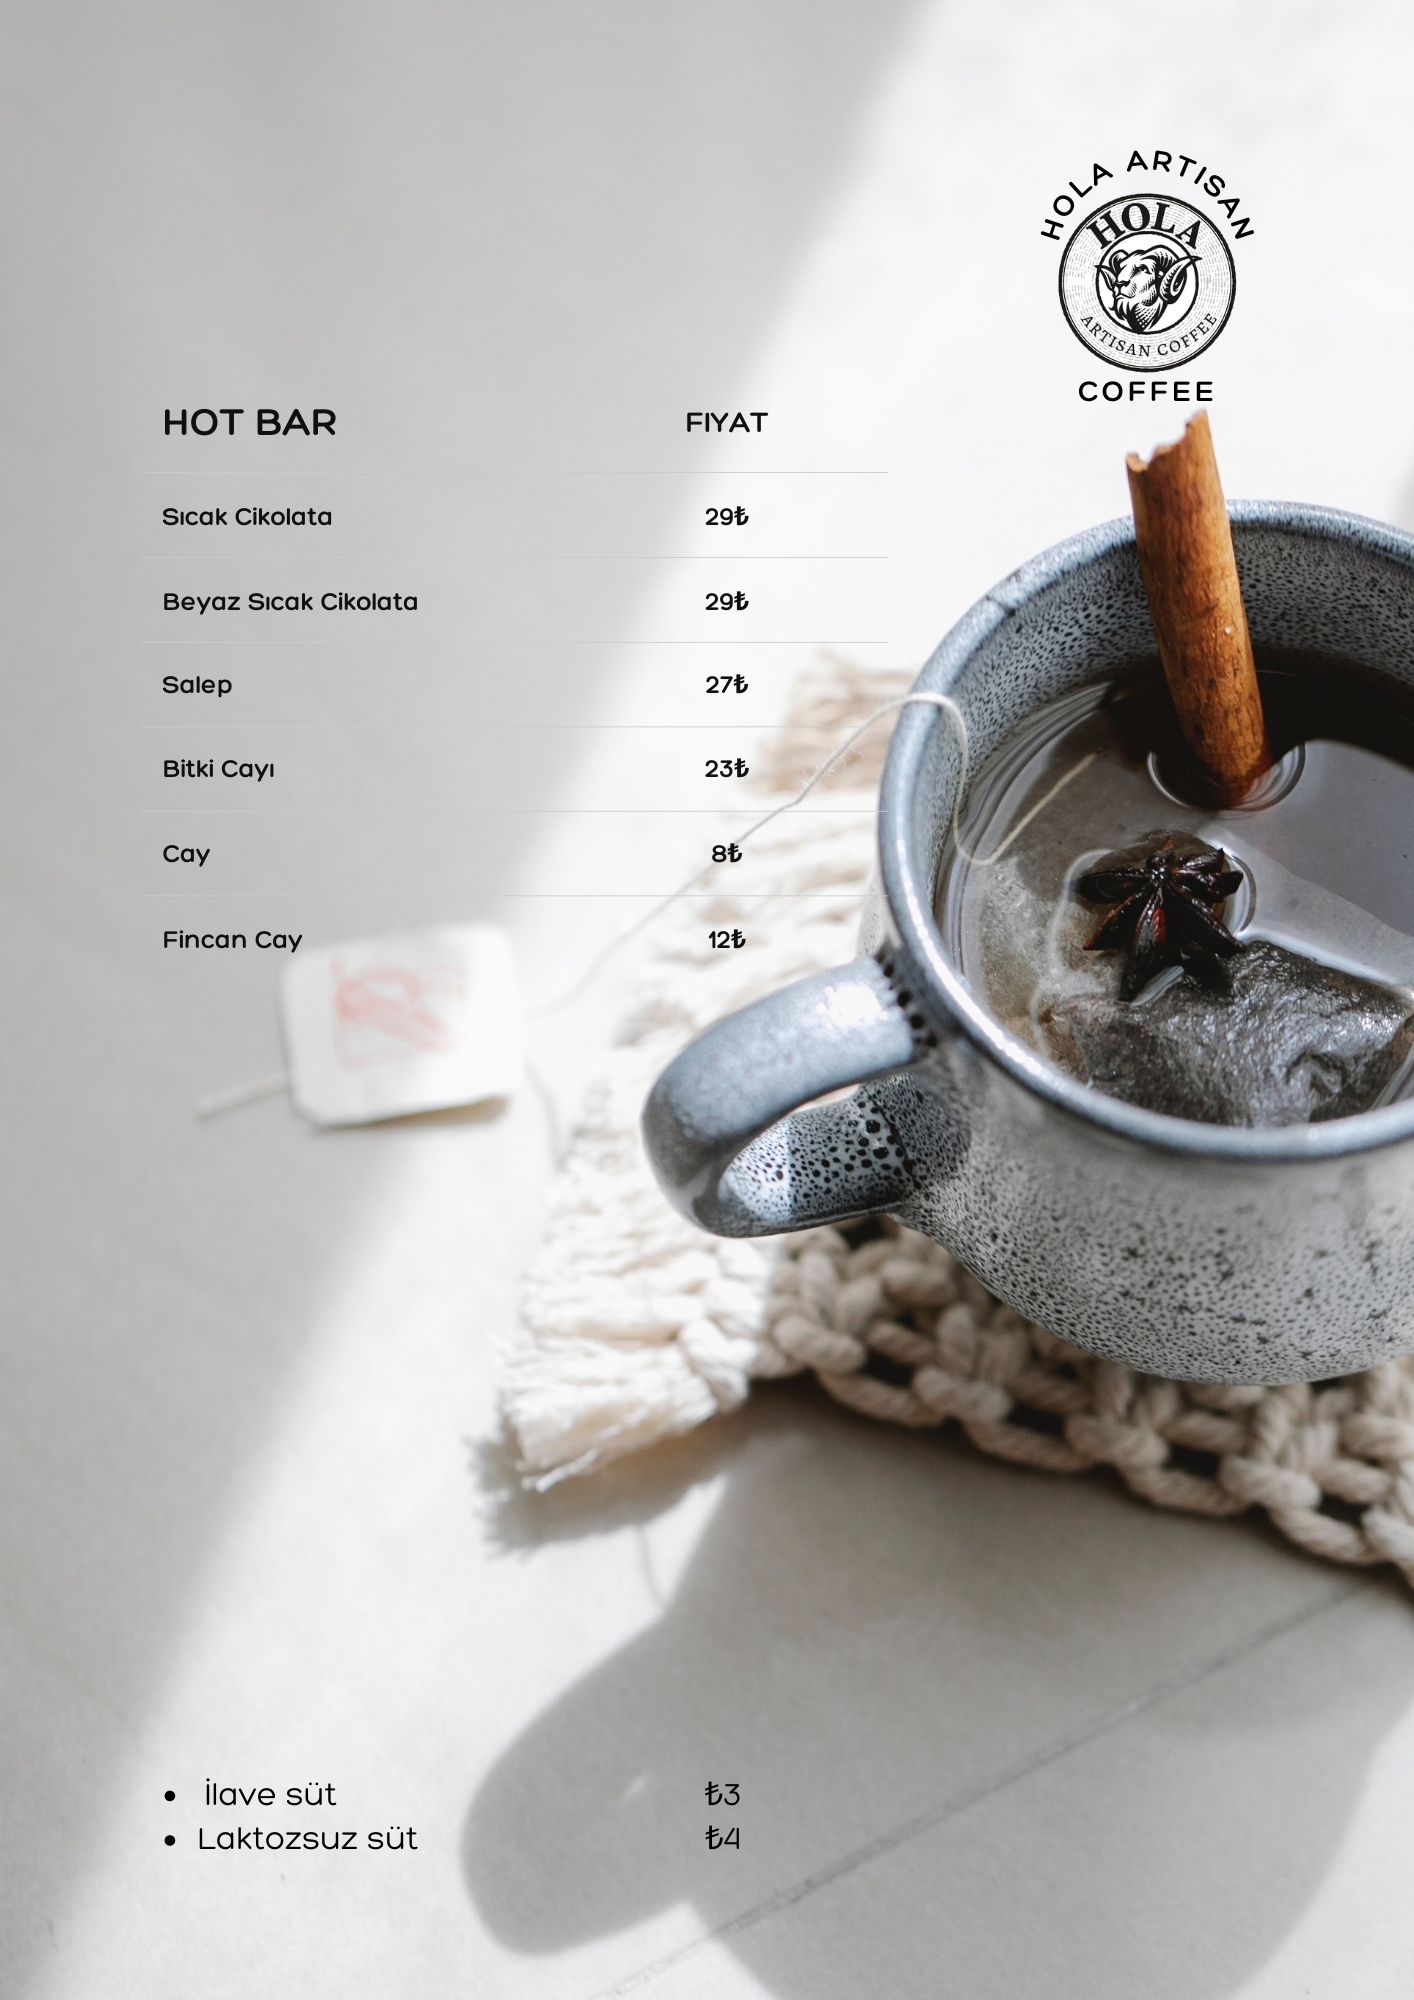 HOLA ARTISAN
HOLA
ARTISAN COFFEE
COFFEE
HOT BAR FIYAT
Sıcak Cikolata 29₺
Beyaz Sıcak Cikolata 29₺
Salep 27₺
Bitki Cayı 23₺
Cay 8₺
Fincan Cay 12₺
• İlave süt ₺3
• Laktozsuz süt ₺4